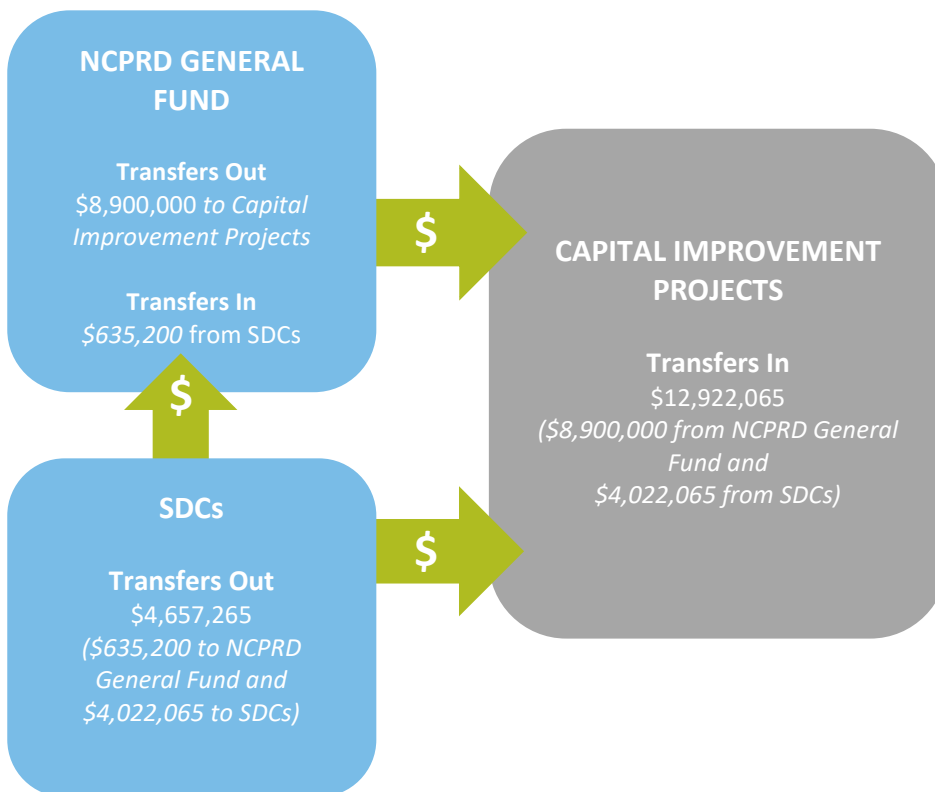 NCPRD GENERAL
FUND
Transfers Out
$8,900,000 to Capital
Improvement Projects
Transfers In
$635,200 from SDCs
$
$
CAPITAL IMPROVEMENT
PROJECTS
Transfers In
$12,922,065
($8,900,000 from NCPRD General
Fund and
$4,022,065 from SDCs)
SDCs
Transfers Out
$4,657,265
($635,200 to NCPRD
General Fund and
$4,022,065 to SDCs)
$